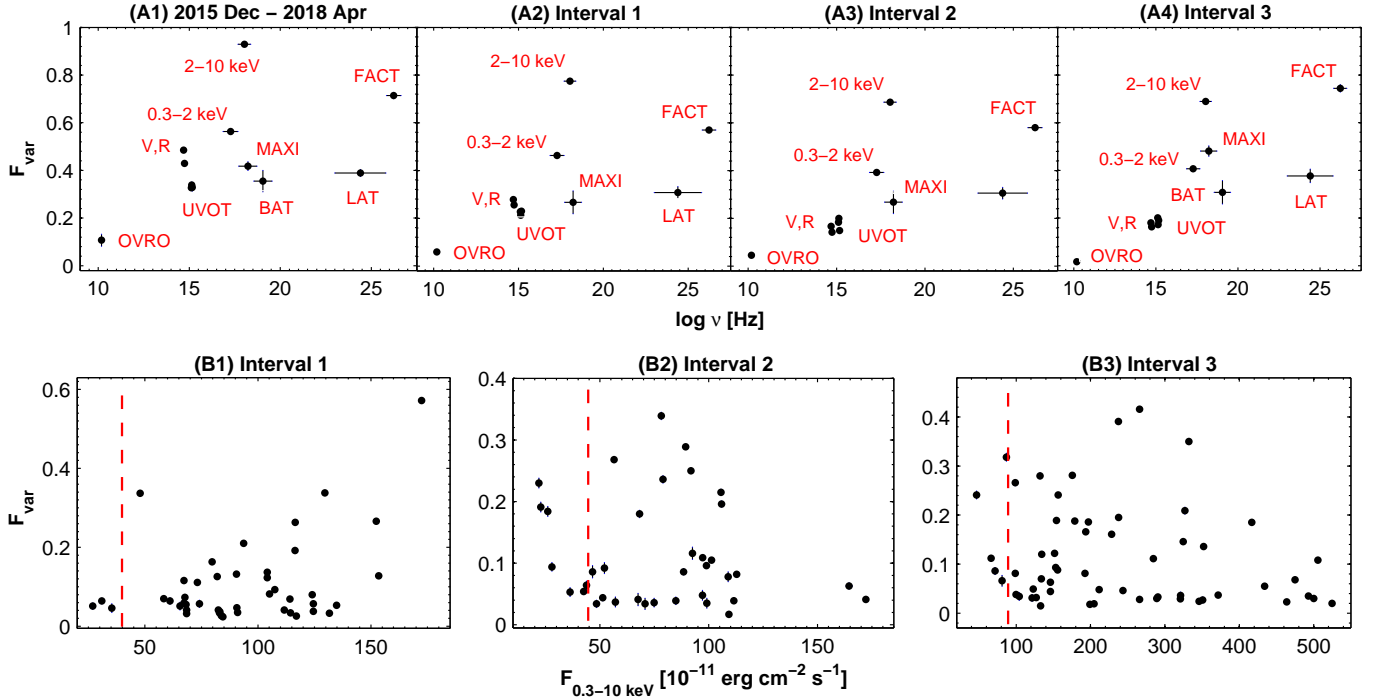 (A1) 2015 Dec – 2018 Apr
(A2) Interval 1
(A3) Interval 2
(A4) Interval 3
F_var
1
0.8
0.6
0.4
0.2
0
2–10 keV
FACT
0.3–2 keV
V,R
MAXI
UVOT
BAT
LAT
OVRO
2–10 keV
FACT
0.3–2 keV
MAXI
V,R
UVOT
LAT
OVRO
2–10 keV
FACT
0.3–2 keV
MAXI
V,R
UVOT
LAT
OVRO
2–10 keV
FACT
MAXI
0.3–2 keV
BAT
V,R
UVOT
LAT
OVRO
10 15 20 25
10 15 20 25
10 15 20 25
10 15 20 25
log ν [Hz]
(B1) Interval 1
F_var
0.6
0.4
0.2
0
50 100 150
(B2) Interval 2
0.4
0.3
0.2
0.1
0
50 100 150
(B3) Interval 3
0.4
0.3
0.2
0.1
0
100 200 300 400 500
F_0.3–10 keV [10^−11 erg cm^−2 s^−1]